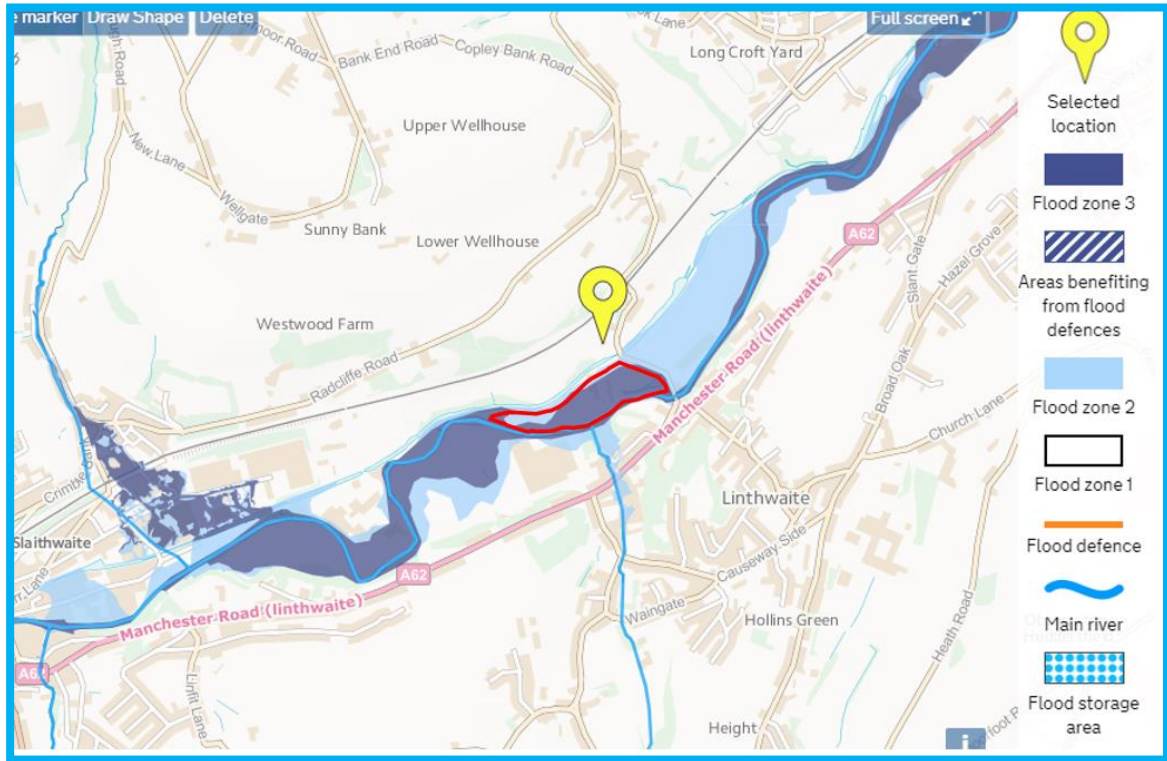 e marker Draw Shape Delete
Full screen
Moor Road
Bank End Road
Copley Bank Road
Long Croft Yard
Upper Wellhouse
New Lane
Wellgate
Sunny Bank
Lower Wellhouse
A62
Slant Gate
Hazel Grove
Westwood Farm
Radcliffe Road
Manchester Road (linthwaite)
Broad Oak
Church Lane
Linthwaite
Slaithwaite
Causeway Side
A62
Waingate
Hollins Green
Heath Road
Manchester Road (linthwaite)
Linfit Lane
Height
i
Selected
location
Flood zone 3
Areas benefiting
from flood
defences
Flood zone 2
Flood zone 1
Flood defence
Main river
Flood storage
area